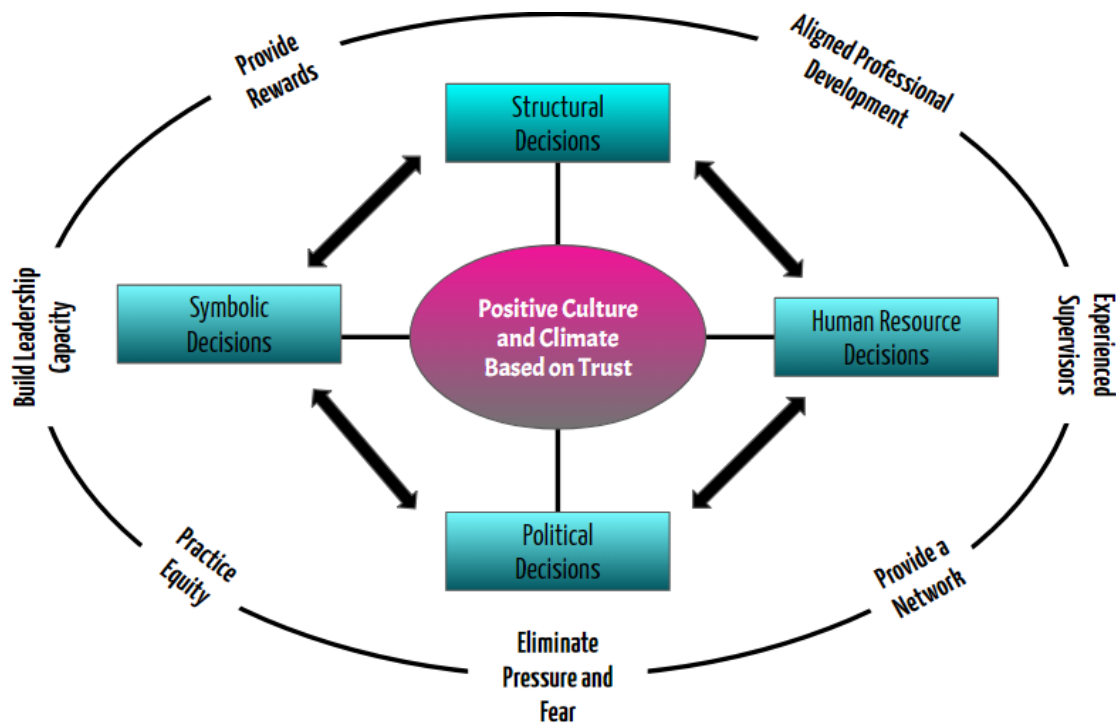 Provide
Rewards
Aligned Professional
Development
Structural
Decisions
Build Leadership
Capacity
Symbolic
Decisions
Positive Culture
and Climate
Based on Trust
Human Resource
Decisions
Experienced
Supervisors
Practice
Equity
Political
Decisions
Provide a
Network
Eliminate
Pressure and
Fear